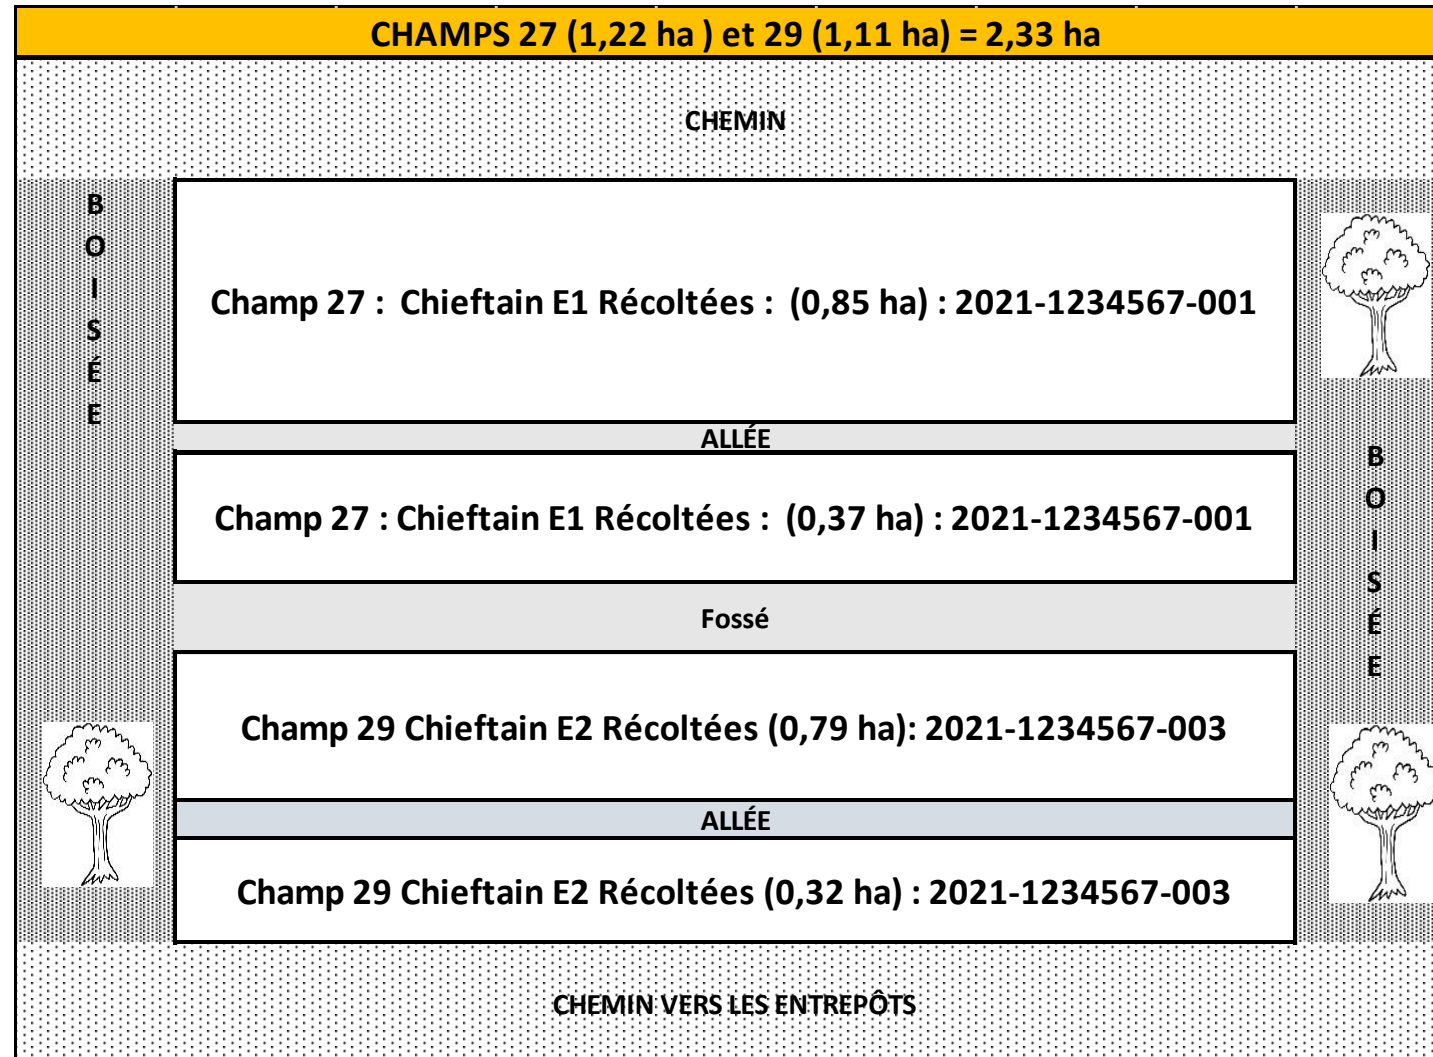 CHAMPS 27 (1,22 ha ) et 29 (1,11 ha) = 2,33 ha
CHEMIN
B
O
I
S
É
E
Champ 27 : Chieftain E1 Récoltées : (0,85 ha) : 2021-1234567-001
ALLÉE
Champ 27 : Chieftain E1 Récoltées : (0,37 ha) : 2021-1234567-001
B
O
I
S
É
E
Fossé
Champ 29 Chieftain E2 Récoltées (0,79 ha): 2021-1234567-003
ALLÉE
Champ 29 Chieftain E2 Récoltées (0,32 ha) : 2021-1234567-003
CHEMIN VERS LES ENTREPÔTS